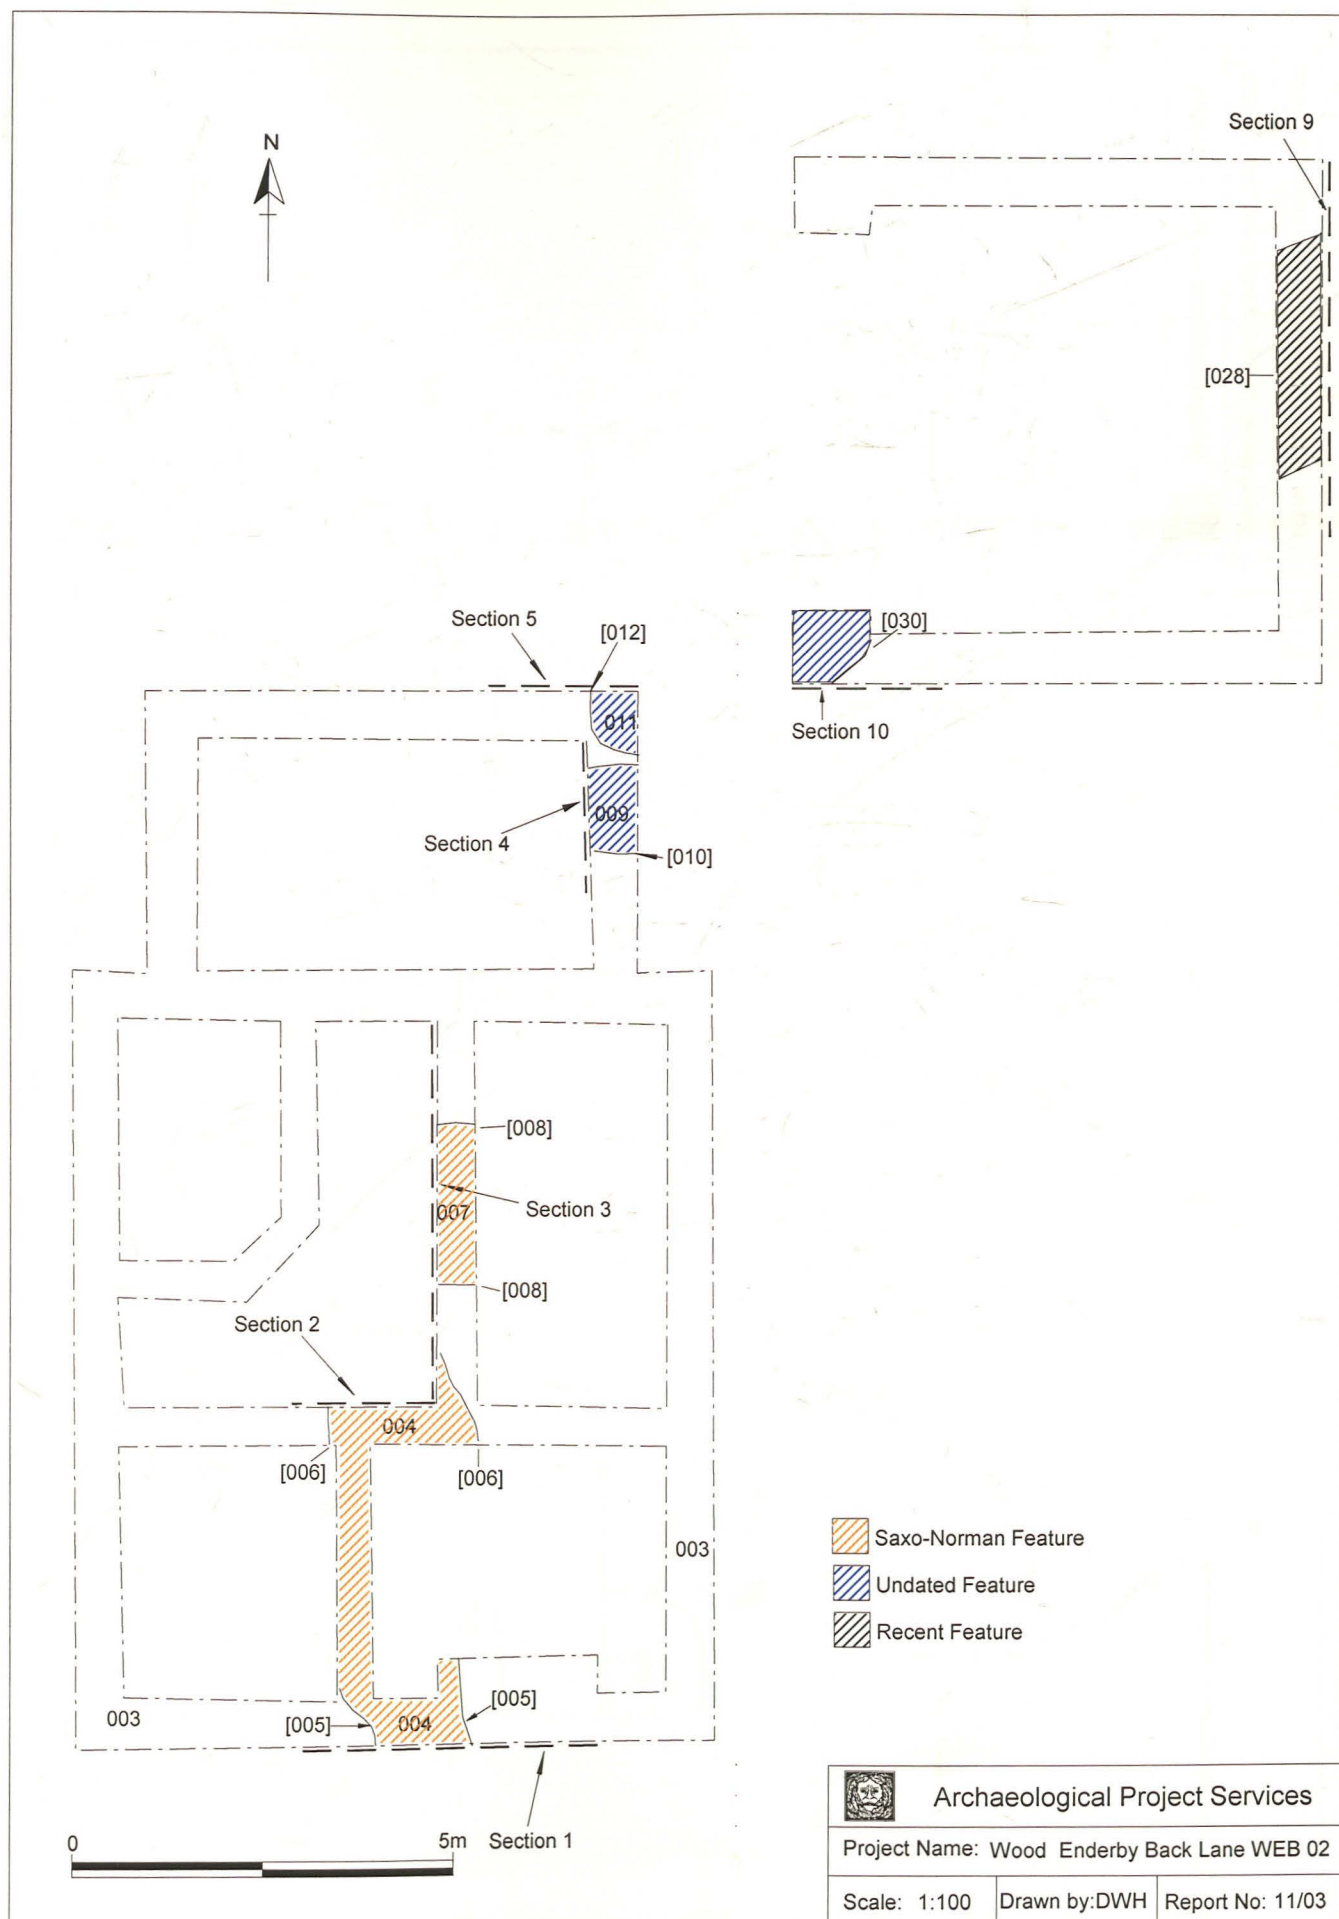 Section 9
N
[028]
Section 5
[012]
[030]
011
Section 10
009
Section 4
[010]
[008]
007
Section 3
[008]
Section 2
004
[006]
[006]
Saxo-Norman Feature
003
Undated Feature
Recent Feature
003
[005]
004
[005]
Section 1
0
5m
Archaeological Project Services
Project Name: Wood Enderby Back Lane WEB 02
Scale: 1:100
Drawn by:DWH
Report No: 11/03